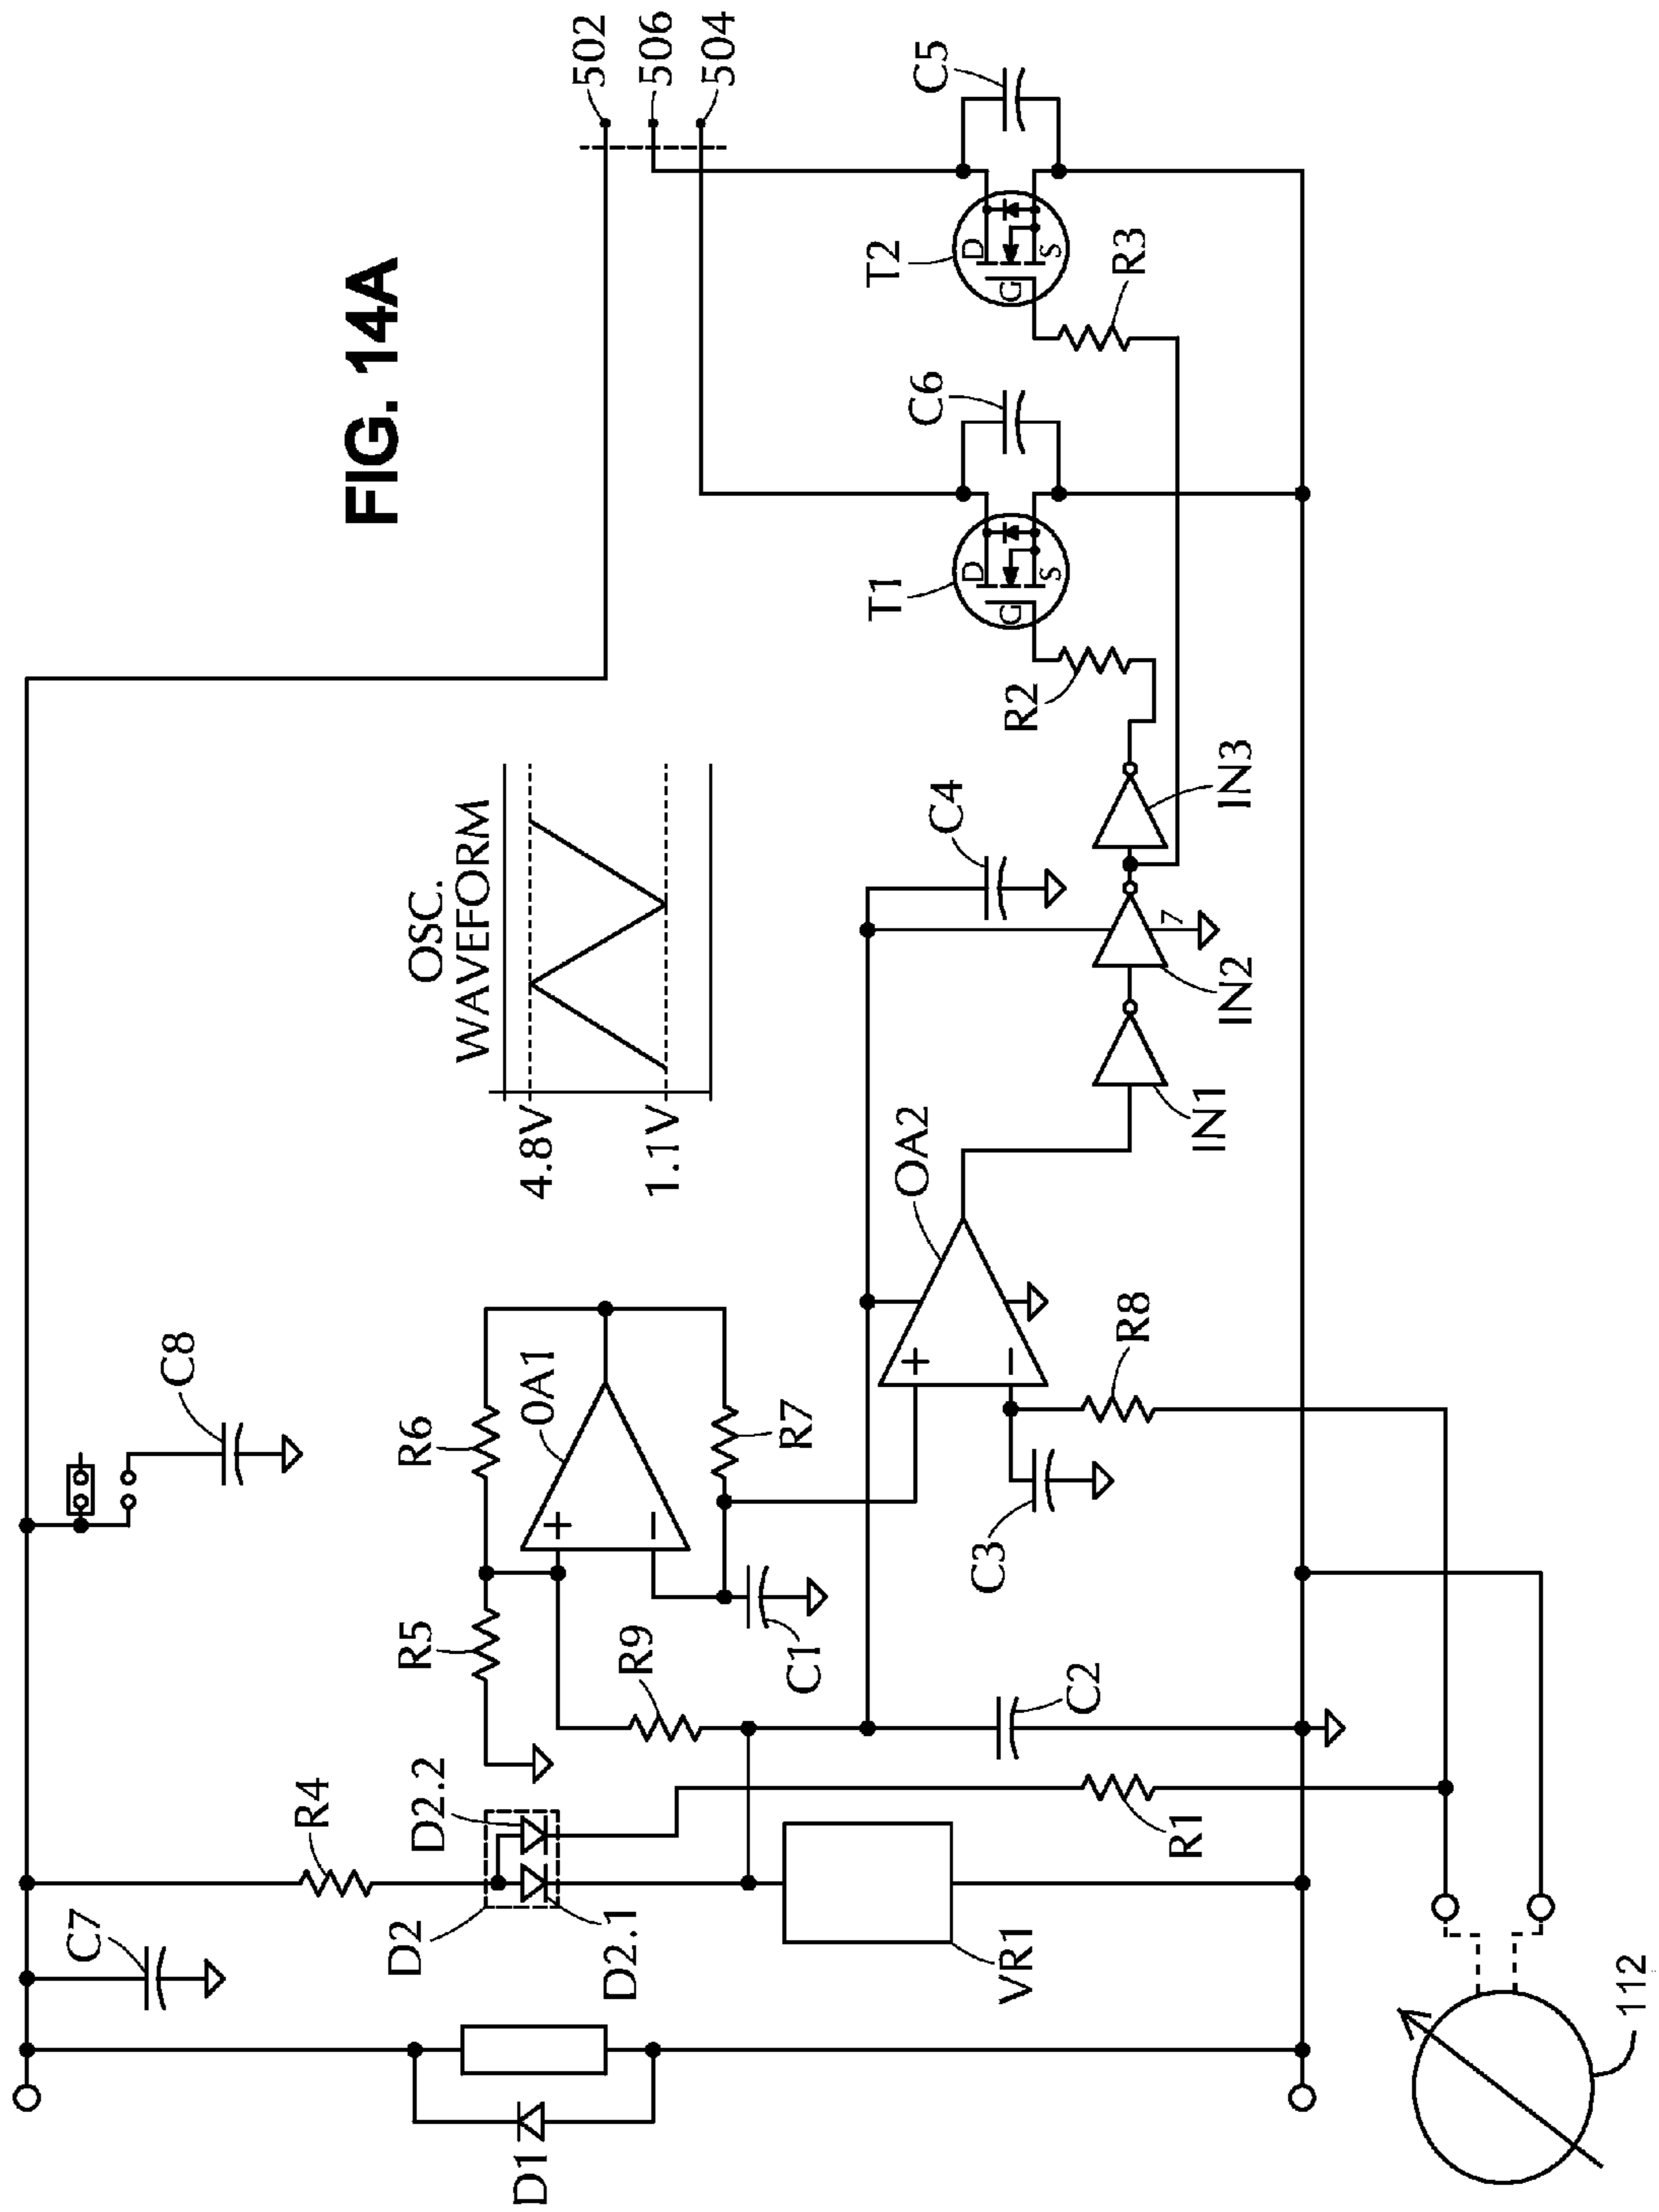 FIG. 14A
502
506
504
OSC.
WAVEFORM
4.8V
1.1V
C8
C7
R4
D2
D2.2
D2.1
D1
R5
R6
OA1
R7
R9
C1
VR1
C2
R1
C3
R8
OA2
+
−
+
−
IN1
IN2
7
IN3
C4
R2
T1
D
G
S
C6
T2
D
G
S
C5
R3
112